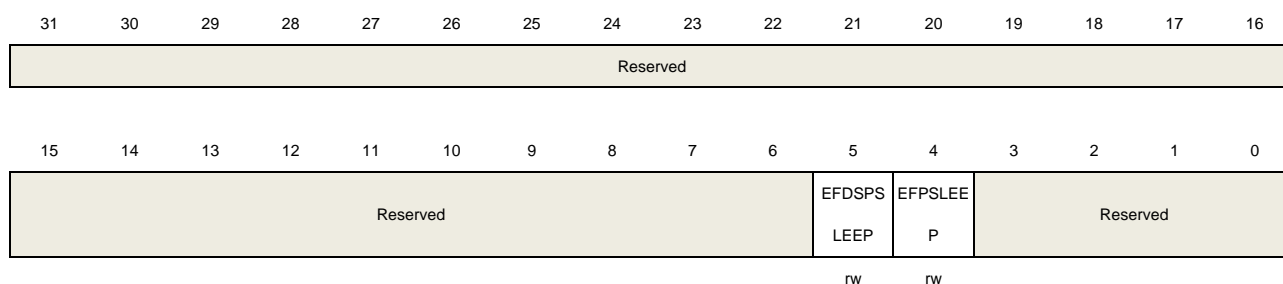 31 30 29 28 27 26 25 24 23 22 21 20 19 18 17 16
Reserved
15 14 13 12 11 10 9 8 7 6 5 4 3 2 1 0
Reserved
EFDSPS
LEEP
EFPSLEE
P
Reserved
rw rw